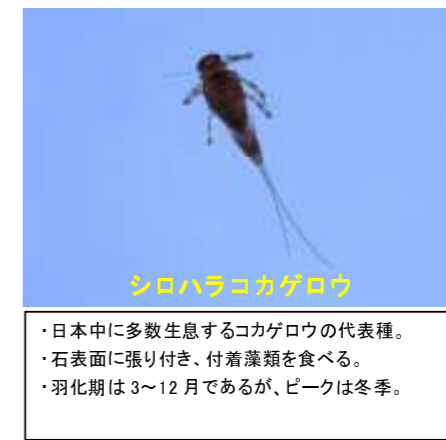 シロハラコカゲロウ
・日本中に多数生息するコカゲロウの代表種。
・石表面に張り付き、付着藻類を食べる。
・羽化期は3～12月であるが、ピークは冬季。